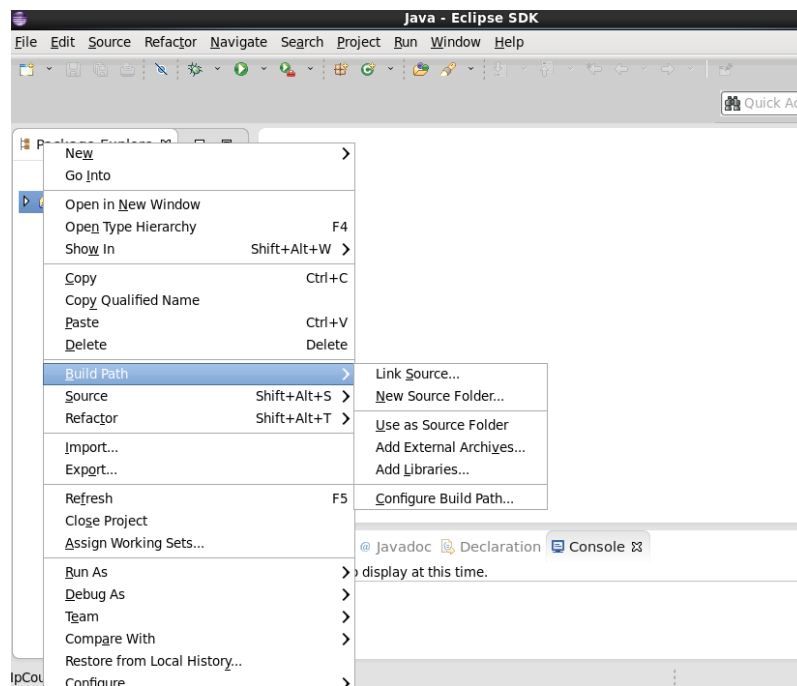 Java - Eclipse SDK
File Edit Source Refactor Navigate Search Project Run Window Help
Quick Ac
Package Explore
New
Go Into
Open in New Window
Open Type Hierarchy F4
Show In Shift+Alt+W
Copy Ctrl+C
Copy Qualified Name
Paste Ctrl+V
Delete Delete
Build Path
Source Shift+Alt+S
Refactor Shift+Alt+T
Import...
Export...
Refresh F5
Close Project
Assign Working Sets...
Run As
Debug As
Team
Compare With
Restore from Local History...
Configure
Link Source...
New Source Folder...
Use as Source Folder
Add External Archives...
Add Libraries...
Configure Build Path...
@ Javadoc Declaration Console
display at this time.
IpCou